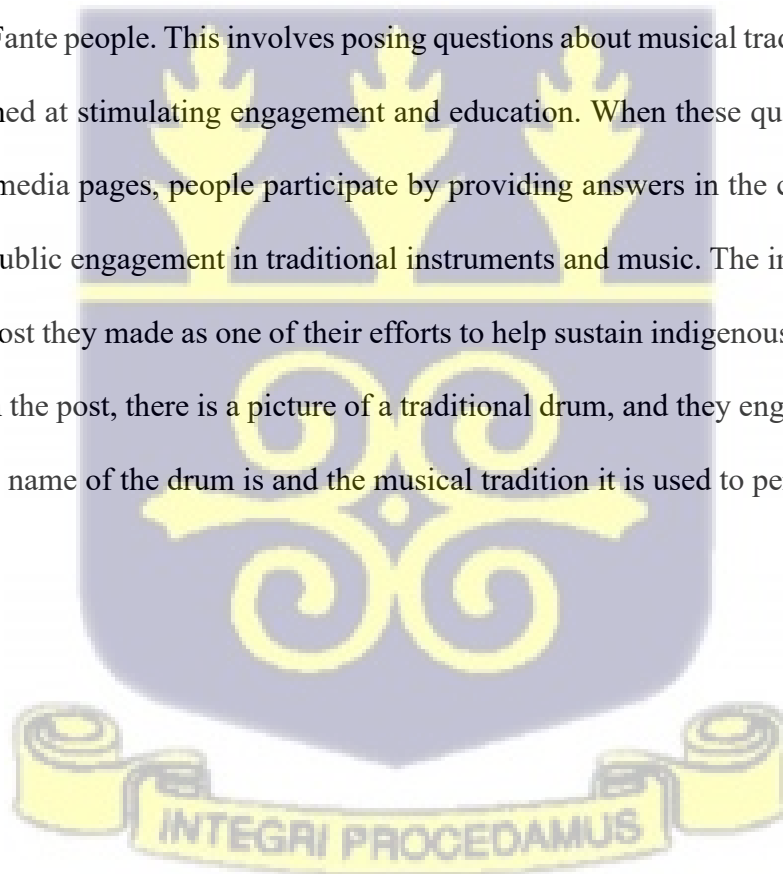 ante people. This involves posing questions about musical trad
ned at stimulating engagement and education. When these qu
media pages, people participate by providing answers in the c
ublic engagement in traditional instruments and music. The i
ost they made as one of their efforts to help sustain indigenous
the post, there is a picture of a traditional drum, and they eng
name of the drum is and the musical tradition it is used to pe
INTEGRI PROCEDAMUS